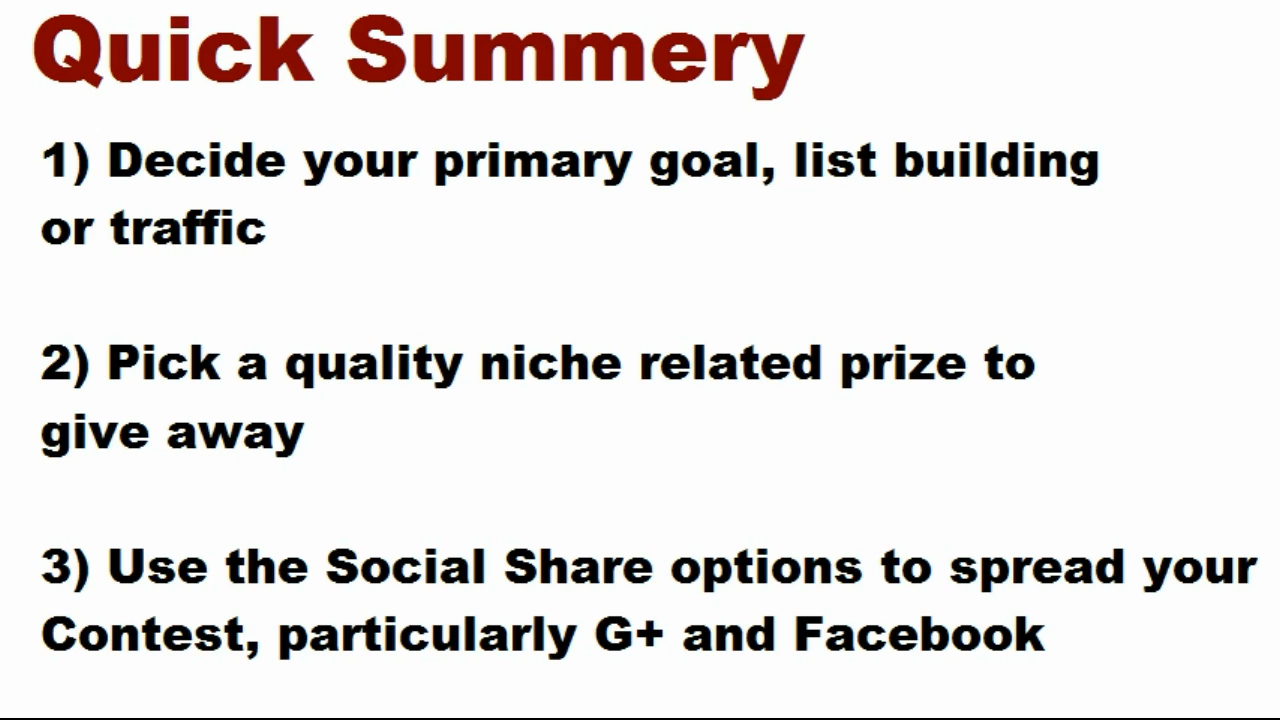 Quick Summery
1) Decide your primary goal, list building
or traffic
2) Pick a quality niche related prize to
give away
3) Use the Social Share options to spread your
Contest, particularly G+ and Facebook